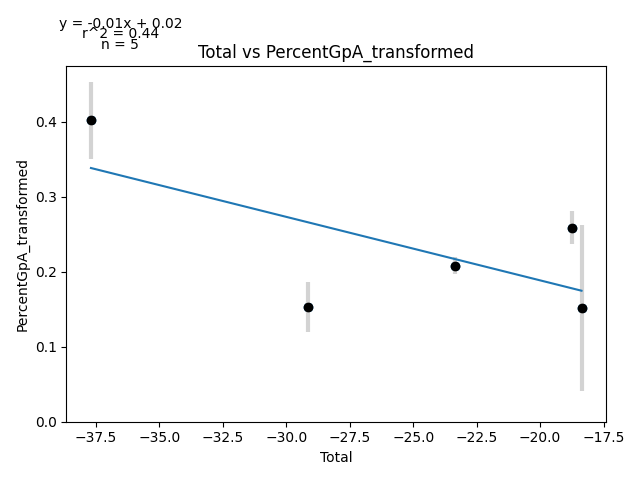 y = -0.01x + 0.02
r^2 = 0.44
n = 5
Total vs PercentGpA_transformed
PercentGpA_transformed
0.4
0.3
0.2
0.1
0.0
−37.5 −35.0 −32.5 −30.0 −27.5 −25.0 −22.5 −20.0 −17.5
Total